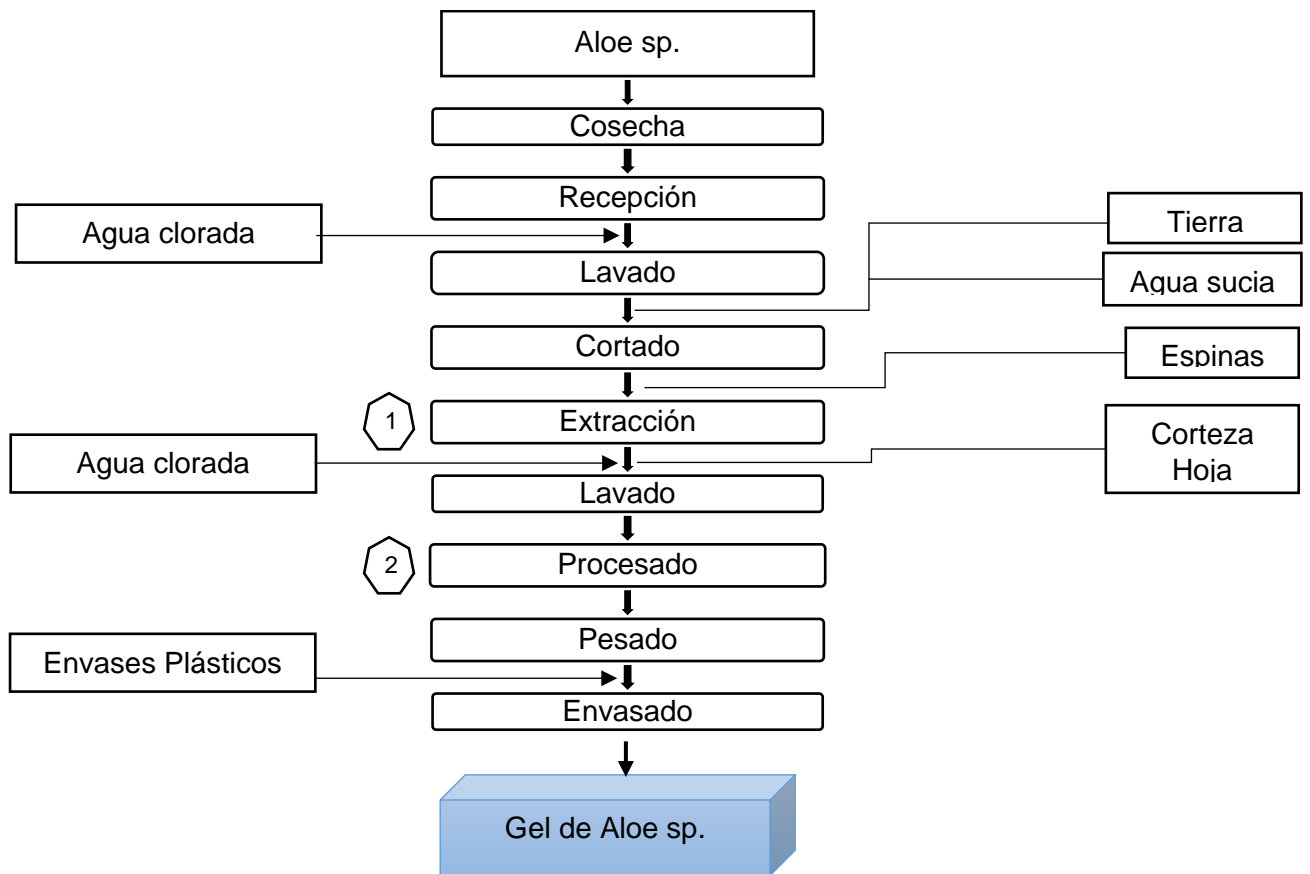 Aloe sp.
Cosecha
Recepción
Agua clorada
Lavado
Tierra
Agua sucia
Cortado
Espinas
1
Extracción
Corteza
Hoja
Agua clorada
Lavado
2
Procesado
Pesado
Envases Plásticos
Envasado
Gel de Aloe sp.